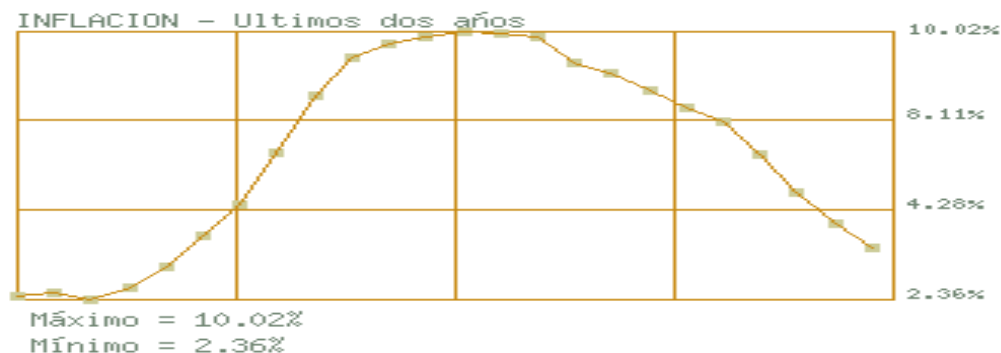 INFLACION - Ultimos dos años
10.02%
8.11%
4.28%
2.36%
Máximo = 10.02%
Mínimo = 2.36%